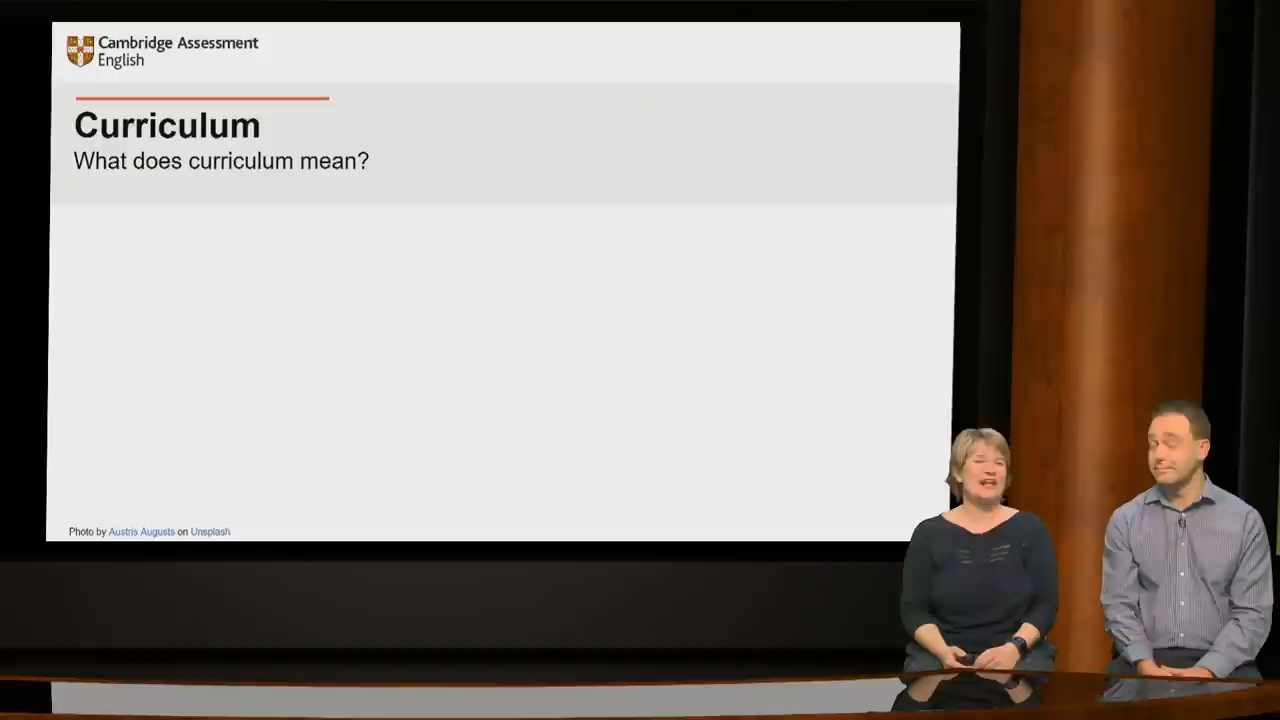 Cambridge Assessment
English
Curriculum
What does curriculum mean?
Photo by Austris Augusts on Unsplash